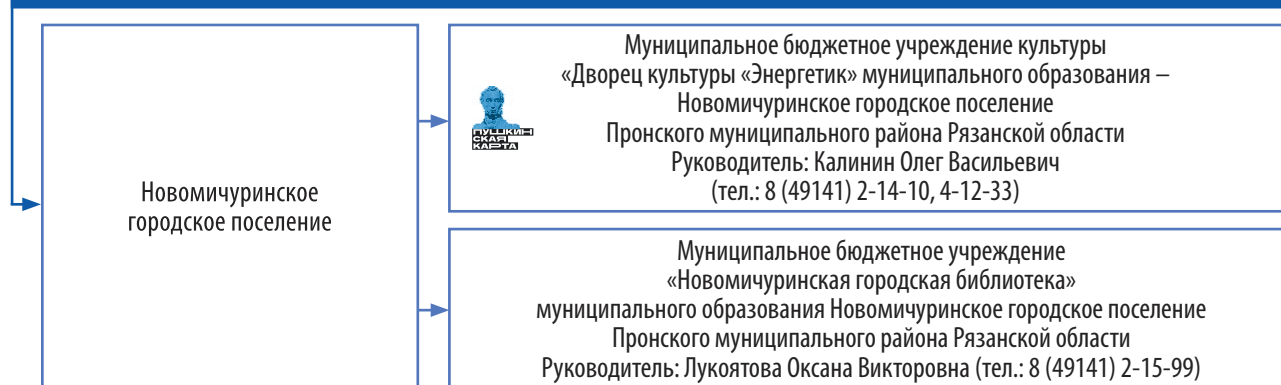 Новомичуринское
городское поселение
Муниципальное бюджетное учреждение культуры
«Дворец культуры «Энергетик» муниципального образования –
Новомичуринское городское поселение
Пронского муниципального района Рязанской области
Руководитель: Калинин Олег Васильевич
(тел.: 8 (49141) 2-14-10, 4-12-33)
ПУШКИН
СКАЯ
КАРТА
Муниципальное бюджетное учреждение
«Новомичуринская городская библиотека»
муниципального образования Новомичуринское городское поселение
Пронского муниципального района Рязанской области
Руководитель: Лукоятова Оксана Викторовна (тел.: 8 (49141) 2-15-99)